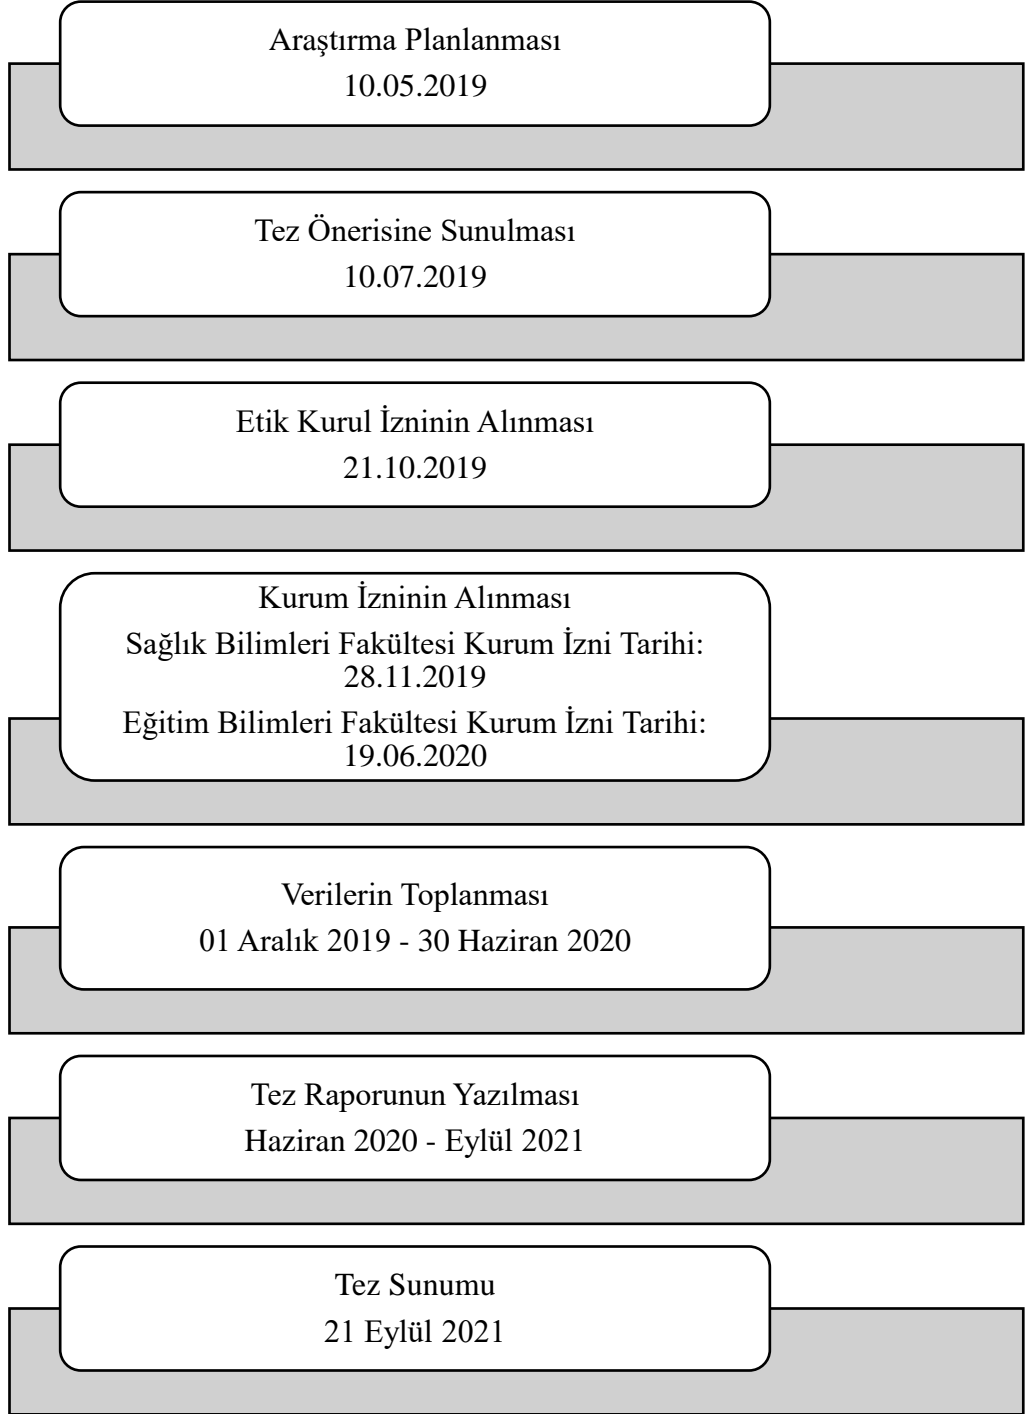 Araştırma Planlanması
10.05.2019
Tez Önerisine Sunulması
10.07.2019
Etik Kurul İzninin Alınması
21.10.2019
Kurum İzninin Alınması
Sağlık Bilimleri Fakültesi Kurum İzni Tarihi:
28.11.2019
Eğitim Bilimleri Fakültesi Kurum İzni Tarihi:
19.06.2020
Verilerin Toplanması
01 Aralık 2019 - 30 Haziran 2020
Tez Raporunun Yazılması
Haziran 2020 - Eylül 2021
Tez Sunumu
21 Eylül 2021